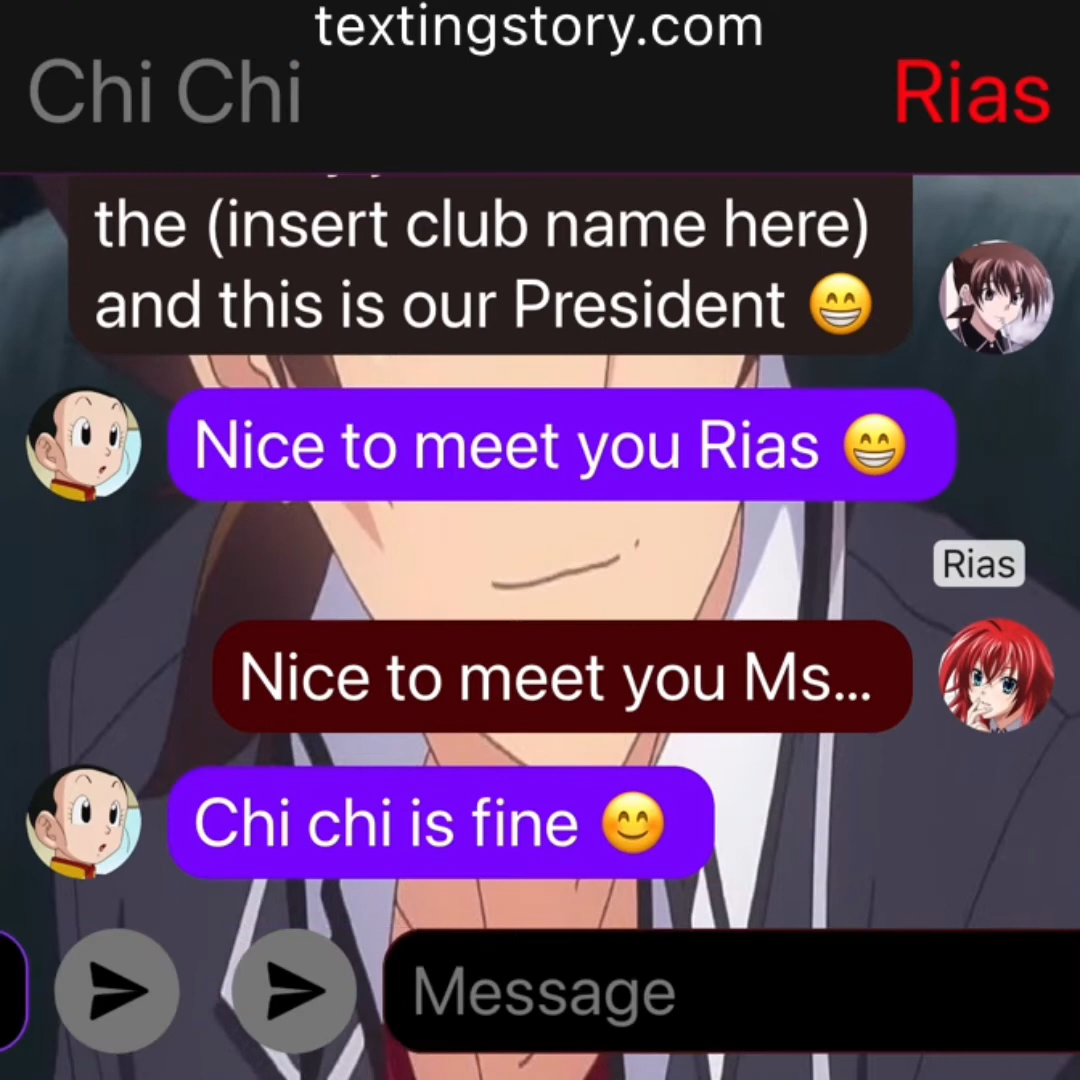 textingstory.com
Chi Chi
Rias
the (insert club name here)
and this is our President 😁
Nice to meet you Rias 😁
Rias
Nice to meet you Ms...
Chi chi is fine 😊
Message